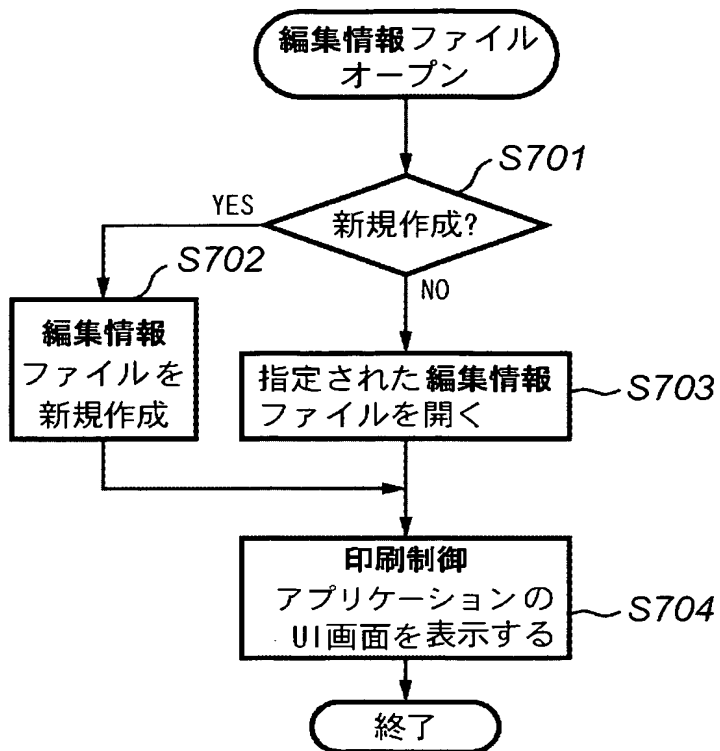 編集情報ファイル
オープン
S701
YES
新規作成?
S702
NO
編集情報
ファイルを
新規作成
指定された編集情報
ファイルを開く
S703
印刷制御
アプリケーションの
UI画面を表示する
S704
終了